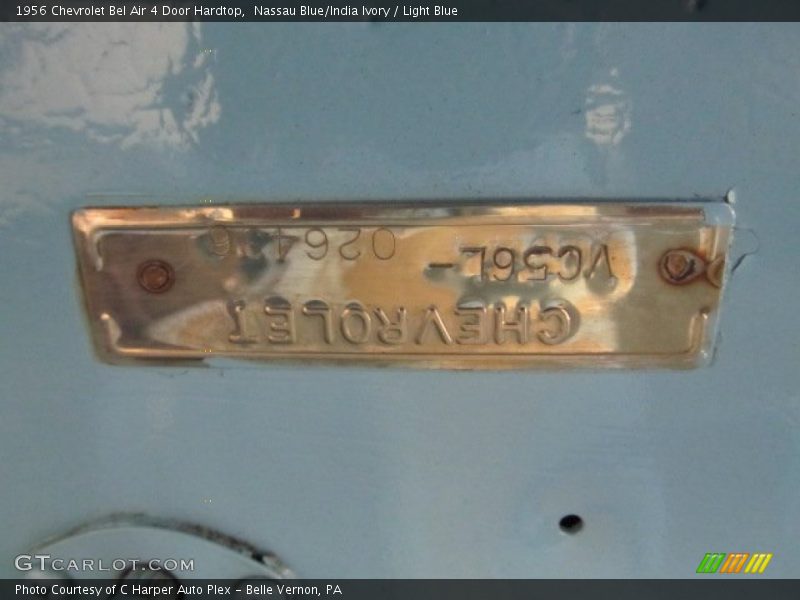 1956 Chevrolet Bel Air 4 Door Hardtop, Nassau Blue/India Ivory / Light Blue
CHEVROLET
VC56L-
GTCARLOT.COM
Photo Courtesy of C Harper Auto Plex - Belle Vernon, PA